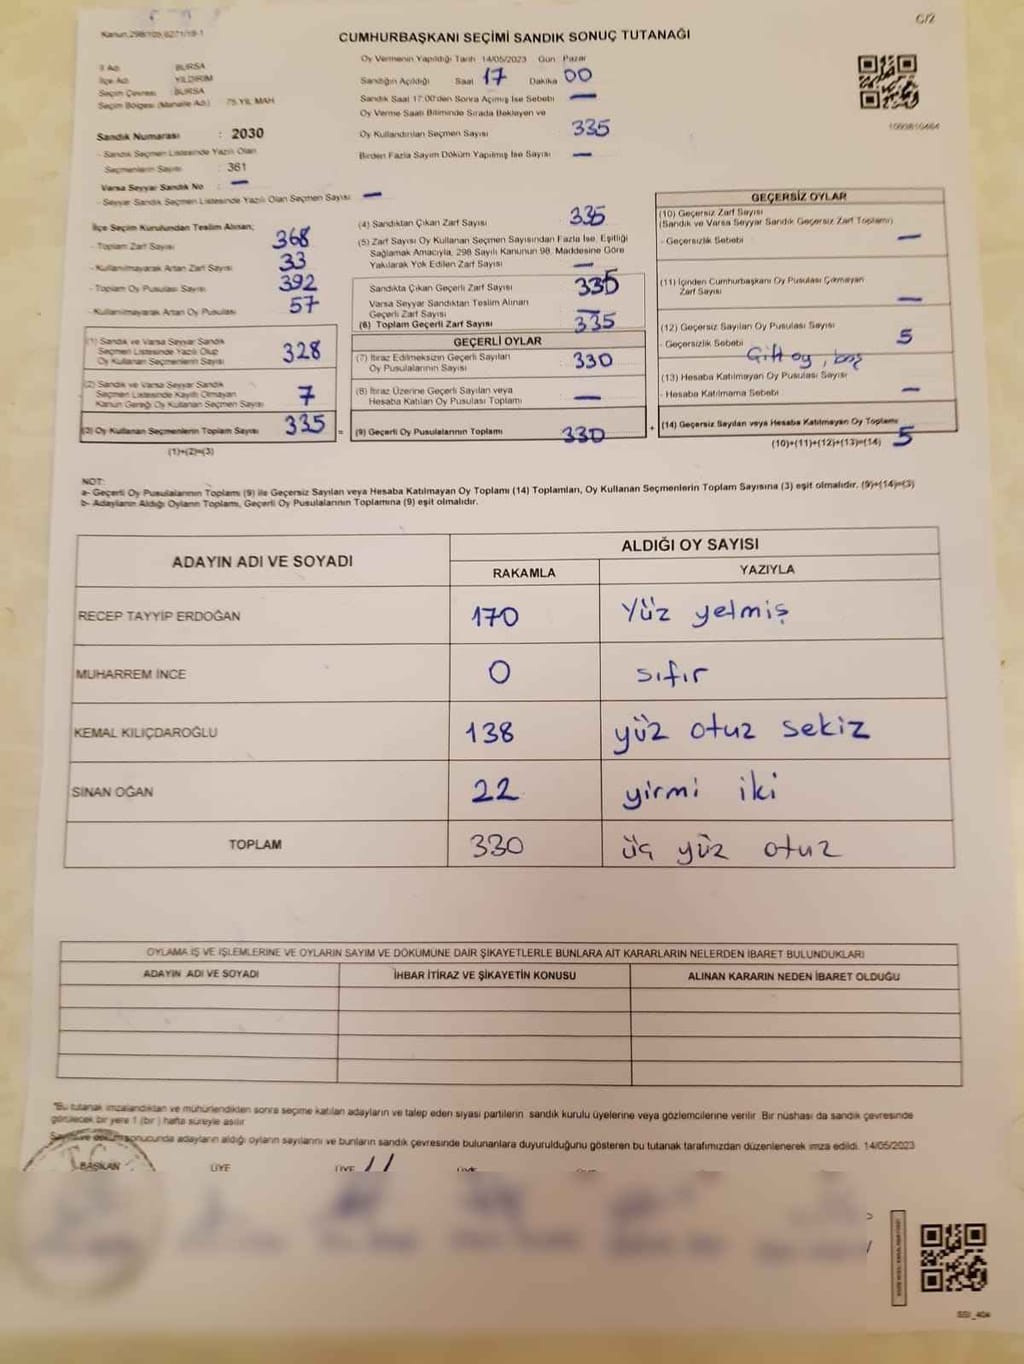 C/2
CUMHURBAŞKANI SEÇİMİ SANDIK SONUÇ TUTANAĞI
İl Adı BURSA
İlçe Adı YILDIRIM
Seçim Çevresi : BURSA
Seçim Bölgesi (Mahalle Adı) 75.YIL MAH
Sandık Numarası : 2030
- Sandık Seçmen Listesinde Yazılı Olan
Seçmenlerin Sayısı : 361
Varsa Seyyar Sandık No : —
- Seyyar Sandık Seçmen Listesinde Yazılı Olan Seçmen Sayısı: —
Oy Vermenin Yapıldığı Tarih 14/05/2023 Gün Pazar
Sandığın Açıldığı Saat 17 Dakika 00
Sandık Saat 17:00'den Sonra Açılmış İse Sebebi —
Oy Verme Saati Bitiminde Sırada Bekleyen ve
Oy Kullandırılan Seçmen Sayısı 335
Birden Fazla Sayım Döküm Yapılmış İse Sayısı —
İlçe Seçim Kurulundan Teslim Alınan;
- Toplam Zarf Sayısı 368
- Kullanılmayarak Artan Zarf Sayısı 33
- Toplam Oy Pusulası Sayısı 392
- Kullanılmayarak Artan Oy Pusulası 57
(1) Sandık ve Varsa Seyyar Sandık
Seçmen Listesinde Yazılı Olup
Oy Kullanan Seçmenlerin Sayısı 328
(2) Sandık ve Varsa Seyyar Sandık
Seçmen Listesinde Kayıtlı Olmayan
Kanun Gereği Oy Kullanan Seçmen Sayısı 7
(3) Oy Kullanan Seçmenlerin Toplam Sayısı 335 =
(1)+(2)=(3)
(4) Sandıktan Çıkan Zarf Sayısı 335
(5) Zarf Sayısı Oy Kullanan Seçmen Sayısından Fazla İse, Eşitliği
Sağlamak Amacıyla, 298 Sayılı Kanunun 98. Maddesine Göre
Yakılarak Yok Edilen Zarf Sayısı —
Sandıkta Çıkan Geçerli Zarf Sayısı 335
Varsa Seyyar Sandıktan Teslim Alınan
Geçerli Zarf Sayısı —
(6) Toplam Geçerli Zarf Sayısı 335
GEÇERLİ OYLAR
(7) İtiraz Edilmeksizin Geçerli Sayılan
Oy Pusulalarının Sayısı 330
(8) İtiraz Üzerine Geçerli Sayılan veya
Hesaba Katılan Oy Pusulası Toplamı —
(9) Geçerli Oy Pusulalarının Toplamı 330 +
GEÇERSİZ OYLAR
(10) Geçersiz Zarf Sayısı
(Sandık ve Varsa Seyyar Sandık Geçersiz Zarf Toplamı)
- Geçersizlik Sebebi —
(11) İçinden Cumhurbaşkanı Oy Pusulası Çıkmayan
Zarf Sayısı —
(12) Geçersiz Sayılan Oy Pusulası Sayısı 5
- Geçersizlik Sebebi Çift oy, boş
(13) Hesaba Katılmayan Oy Pusulası Sayısı
- Hesaba Katılmama Sebebi —
(14) Geçersiz Sayılan veya Hesaba Katılmayan Oy Toplamı 5
(10)+(11)+(12)+(13)=(14)
NOT:
a- Geçerli Oy Pusulalarının Toplamı (9) ile Geçersiz Sayılan veya Hesaba Katılmayan Oy Toplamı (14) Toplamları, Oy Kullanan Seçmenlerin Toplam Sayısına (3) eşit olmalıdır. (9)+(14)=(3)
b- Adayların Aldığı Oyların Toplamı, Geçerli Oy Pusulalarının Toplamına (9) eşit olmalıdır.
ADAYIN ADI VE SOYADI
ALDIĞI OY SAYISI
RAKAMLA YAZIYLA
RECEP TAYYİP ERDOĞAN 170 Yüz yetmiş
MUHARREM İNCE 0 sıfır
KEMAL KILIÇDAROĞLU 138 yüz otuz sekiz
SİNAN OĞAN 22 yirmi iki
TOPLAM 330 üç yüz otuz
OYLAMA İŞ VE İŞLEMLERİNE VE OYLARIN SAYIM VE DÖKÜMÜNE DAİR ŞİKAYETLERLE BUNLARA AİT KARARLARIN NELERDEN İBARET BULUNDUKLARI
ADAYIN ADI VE SOYADI İHBAR İTİRAZ VE ŞİKAYETİN KONUSU ALINAN KARARIN NEDEN İBARET OLDUĞU
*Bu tutanak imzalandıktan ve mühürlendikten sonra seçime katılan adayların ve talep eden siyasi partilerin sandık kurulu üyelerine veya gözlemcilerine verilir. Bir nüshası da sandık çevresinde
görülecek bir yere 1 (bir) hafta süreyle asılır
Sayım ve döküm sonucunda adayların aldığı oyların sayılarını ve bunların sandık çevresinde bulunanlara duyurulduğunu gösteren bu tutanak tarafımızdan düzenlenerek imza edildi. 14/05/2023
BAŞKAN ÜYE ÜYE